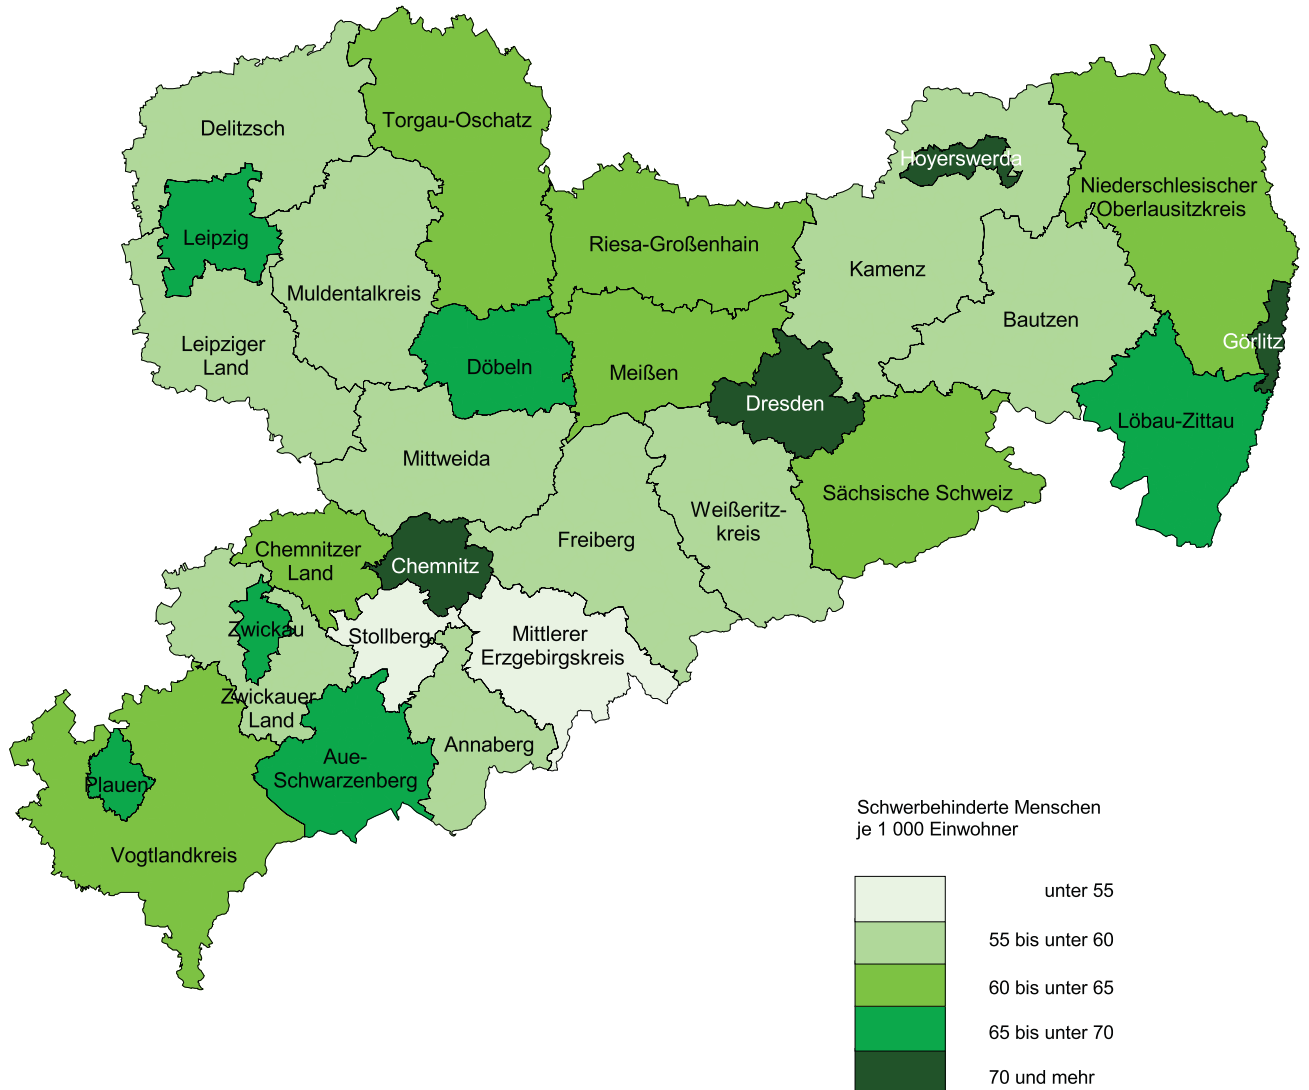 Delitzsch
Torgau-Oschatz
Hoyerswerda
Niederschlesischer
Oberlausitzkreis
Leipzig
Riesa-Großenhain
Kamenz
Muldentalkreis
Bautzen
Leipziger
Land
Döbeln
Meißen
Görlitz
Dresden
Löbau-Zittau
Mittweida
Sächsische Schweiz
Weißeritz-
kreis
Freiberg
Chemnitzer
Land
Chemnitz
Zwickau
Stollberg
Mittlerer
Erzgebirgskreis
Zwickauer
Land
Annaberg
Aue-
Schwarzenberg
Plauen
Vogtlandkreis
Schwerbehinderte Menschen
je 1 000 Einwohner
unter 55
55 bis unter 60
60 bis unter 65
65 bis unter 70
70 und mehr